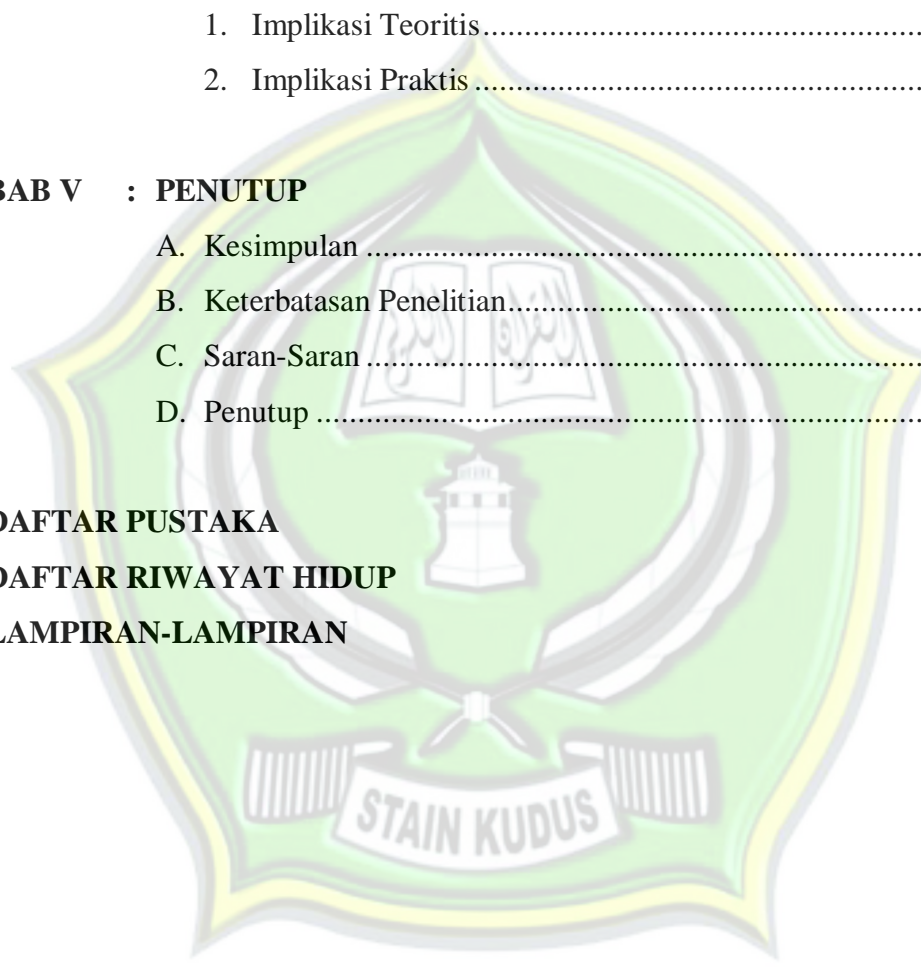 1. Implikasi Teoritis................................................
2. Implikasi Praktis................................................
BAB V : PENUTUP
A. Kesimpulan................................................
B. Keterbatasan Penelitian................................................
C. Saran-Saran................................................
D. Penutup................................................
DAFTAR PUSTAKA
DAFTAR RIWAYAT HIDUP
LAMPIRAN-LAMPIRAN
STAIN KUDUS